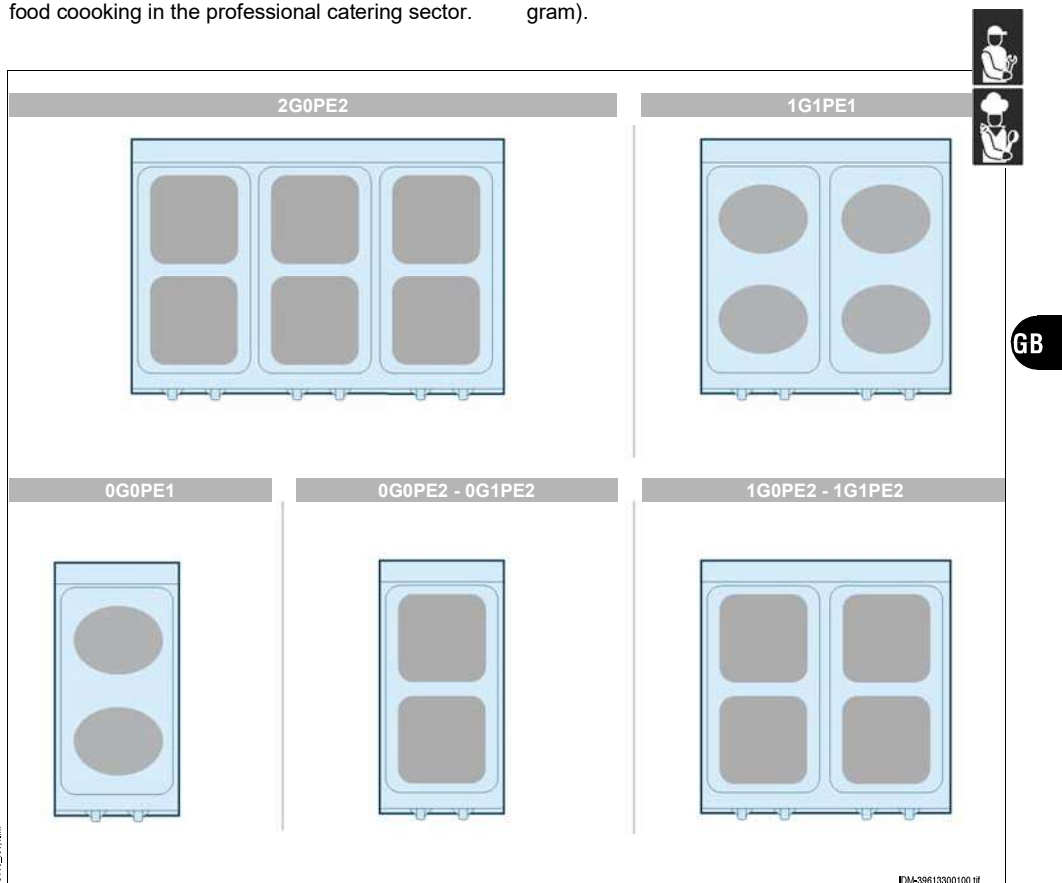 food coooking in the professional catering sector.
gram).
2G0PE2
1G1PE1
GB
0G0PE1
0G0PE2 - 0G1PE2
1G0PE2 - 1G1PE2
IDM-39613300100.tif